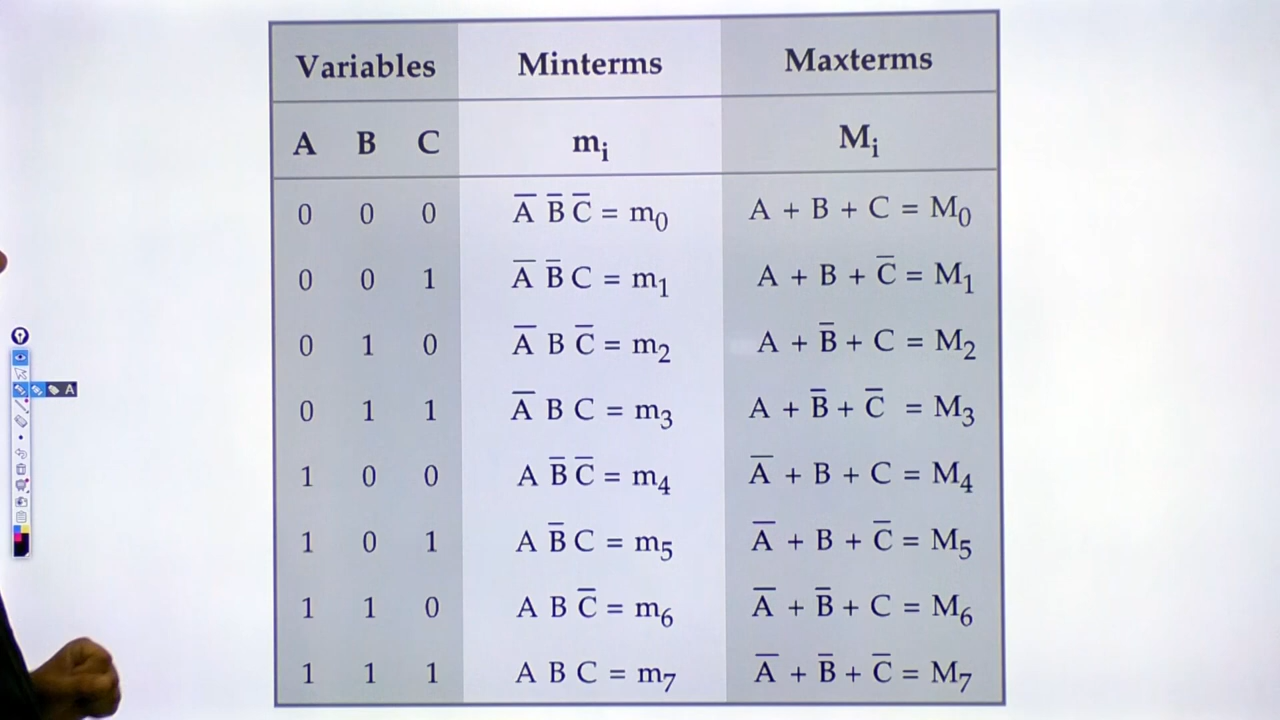 Variables Minterms Maxterms
A B C mᵢ Mᵢ
0 0 0 A̅ B̅ C̅ = m₀ A + B + C = M₀
0 0 1 A̅ B̅ C = m₁ A + B + C̅ = M₁
0 1 0 A̅ B C̅ = m₂ A + B̅ + C = M₂
0 1 1 A̅ B C = m₃ A + B̅ + C̅ = M₃
1 0 0 A B̅ C̅ = m₄ A̅ + B + C = M₄
1 0 1 A B̅ C = m₅ A̅ + B + C̅ = M₅
1 1 0 A B C̅ = m₆ A̅ + B̅ + C = M₆
1 1 1 A B C = m₇ A̅ + B̅ + C̅ = M₇
A